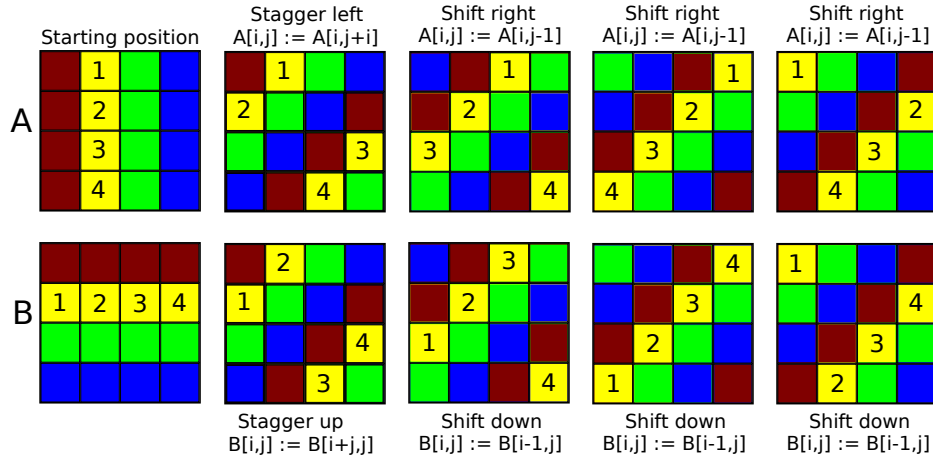 Starting position
Stagger left
A[i,j] := A[i,j+i]
Shift right
A[i,j] := A[i,j-1]
Shift right
A[i,j] := A[i,j-1]
Shift right
A[i,j] := A[i,j-1]
A
1
2
3
4
1
2
3
4
1
2
3
4
1
2
3
4
1
2
3
4
B
1 2 3 4
2
1
4
3
3
2
1
4
4
3
2
1
1
4
3
2
Stagger up
B[i,j] := B[i+j,j]
Shift down
B[i,j] := B[i-1,j]
Shift down
B[i,j] := B[i-1,j]
Shift down
B[i,j] := B[i-1,j]